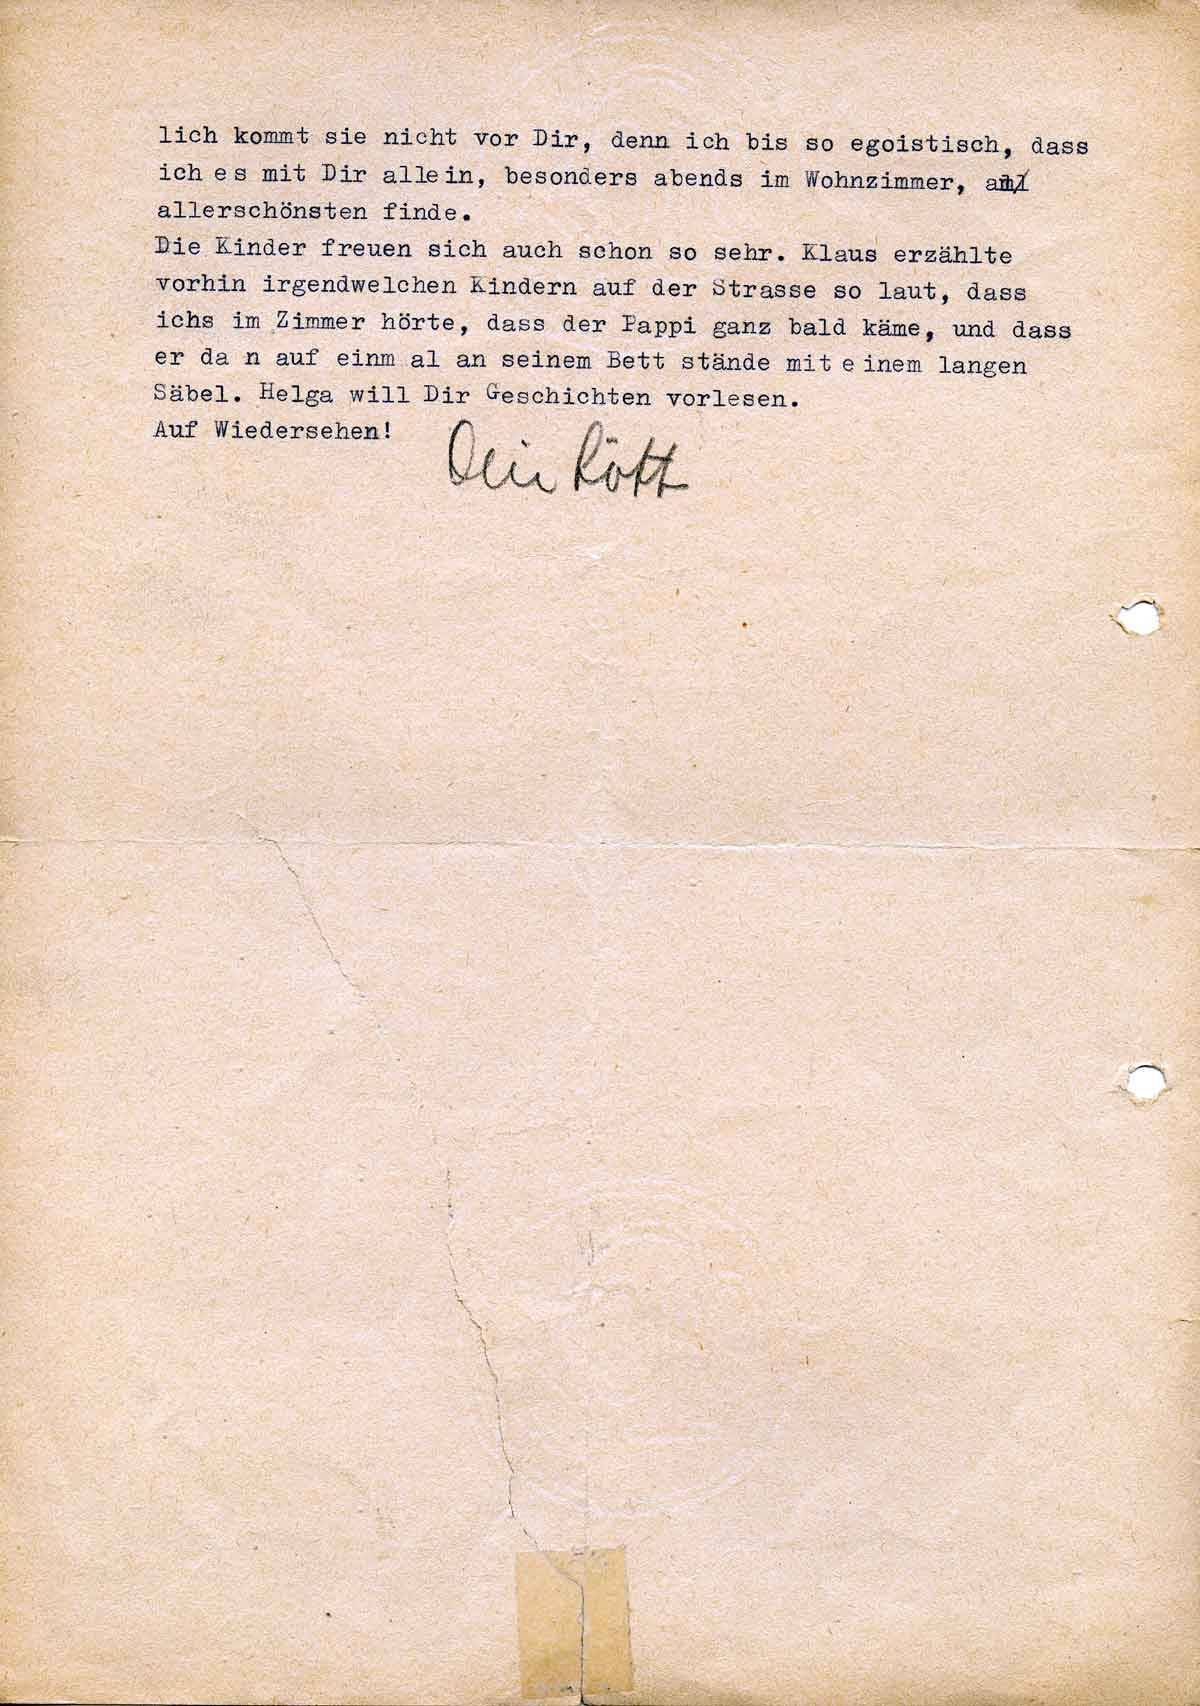 lich kommt sie nicht vor Dir, denn ich bis so egoistisch, dass
ich es mit Dir allein, besonders abends im Wohnzimmer, am
allerschönsten finde.
Die Kinder freuen sich auch schon so sehr. Klaus erzählte
vorhin irgendwelchen Kindern auf der Strasse so laut, dass
ichs im Zimmer hörte, dass der Pappi ganz bald käme, und dass
er da n auf einm al an seinem Bett stände mit e inem langen
Säbel. Helga will Dir Geschichten vorlesen.
Auf Wiedersehen!
Dein Lött